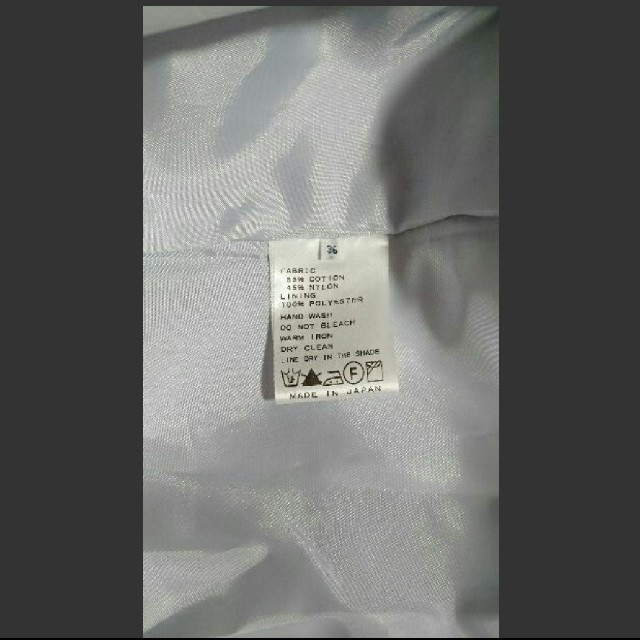 36
FABRIC
55% COTTON
45% NYLON
LINING
100% POLYESTER
HAND WASH
DO NOT BLEACH
WARM IRON
DRY CLEAN
LINE DRY IN THE SHADE
F
MADE IN JAPAN